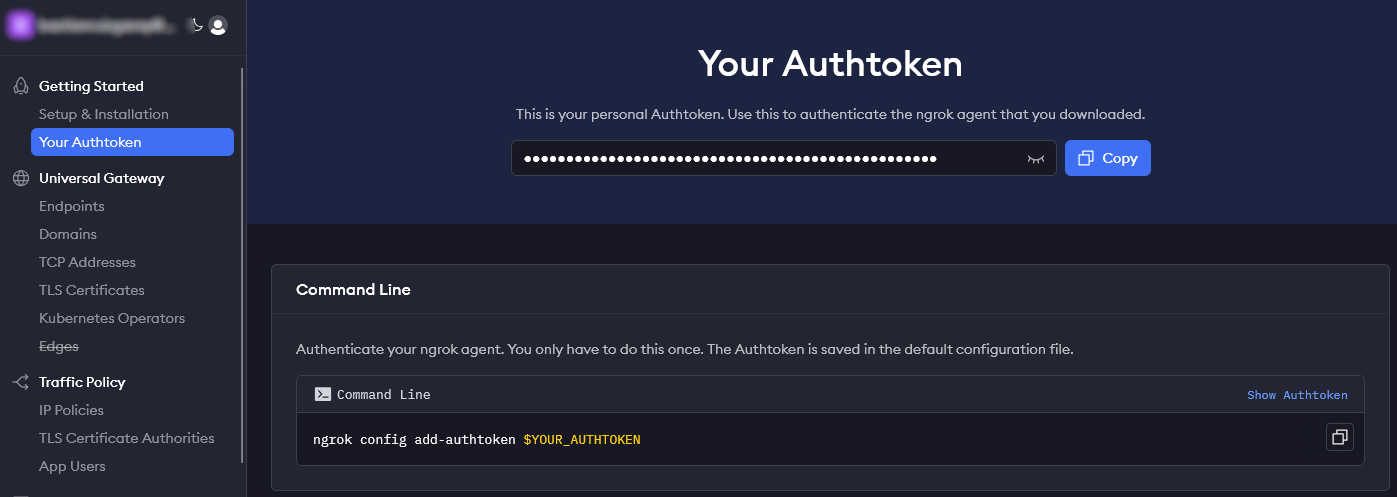 Getting Started
Setup & Installation
Your Authtoken
Universal Gateway
Endpoints
Domains
TCP Addresses
TLS Certificates
Kubernetes Operators
Edges
Traffic Policy
IP Policies
TLS Certificate Authorities
App Users
Your Authtoken
This is your personal Authtoken. Use this to authenticate the ngrok agent that you downloaded.
••••••••••••••••••••••••••••••••••••••••••••••••• Copy
Command Line
Authenticate your ngrok agent. You only have to do this once. The Authtoken is saved in the default configuration file.
Command Line Show Authtoken
ngrok config add-authtoken $YOUR_AUTHTOKEN